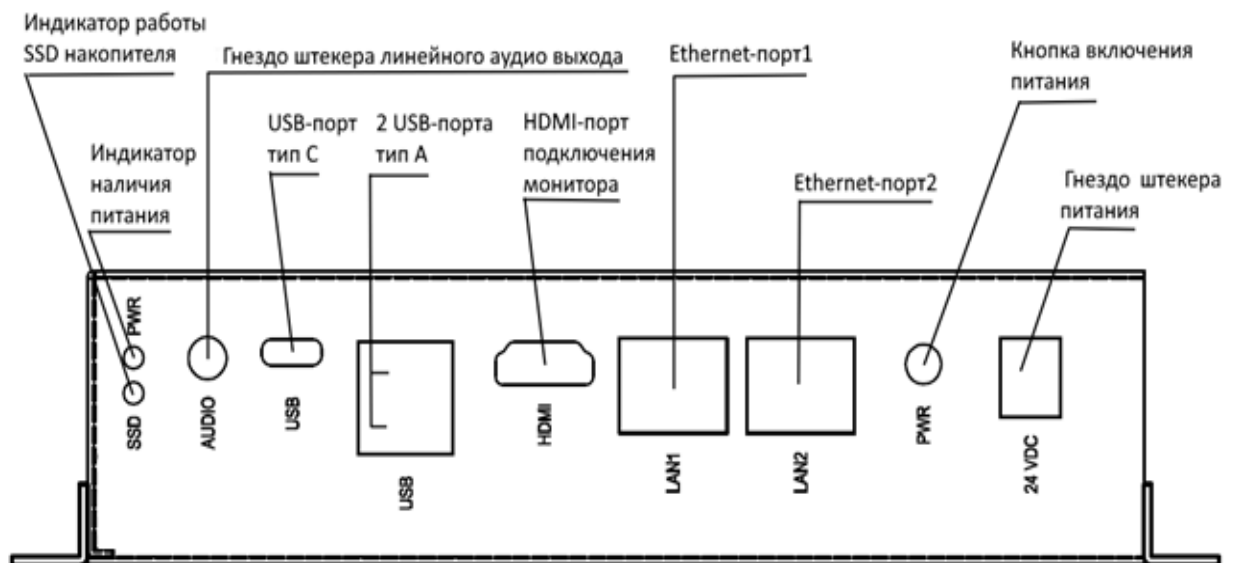 Индикатор работы
SSD накопителя
Гнездо штекера линейного аудио выхода
Ethernet-порт1
Кнопка включения
питания
USB-порт
тип C
2 USB-порта
тип A
HDMI-порт
подключения
монитора
Индикатор
наличия
питания
Ethernet-порт2
Гнездо штекера
питания
PWR
SSD
AUDIO
USB
USB
HDMI
LAN1
LAN2
PWR
24 VDC